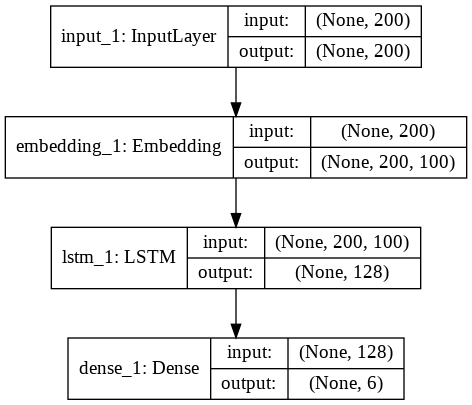 input_1: InputLayer
input: (None, 200)
output: (None, 200)
embedding_1: Embedding
input: (None, 200)
output: (None, 200, 100)
lstm_1: LSTM
input: (None, 200, 100)
output: (None, 128)
dense_1: Dense
input: (None, 128)
output: (None, 6)